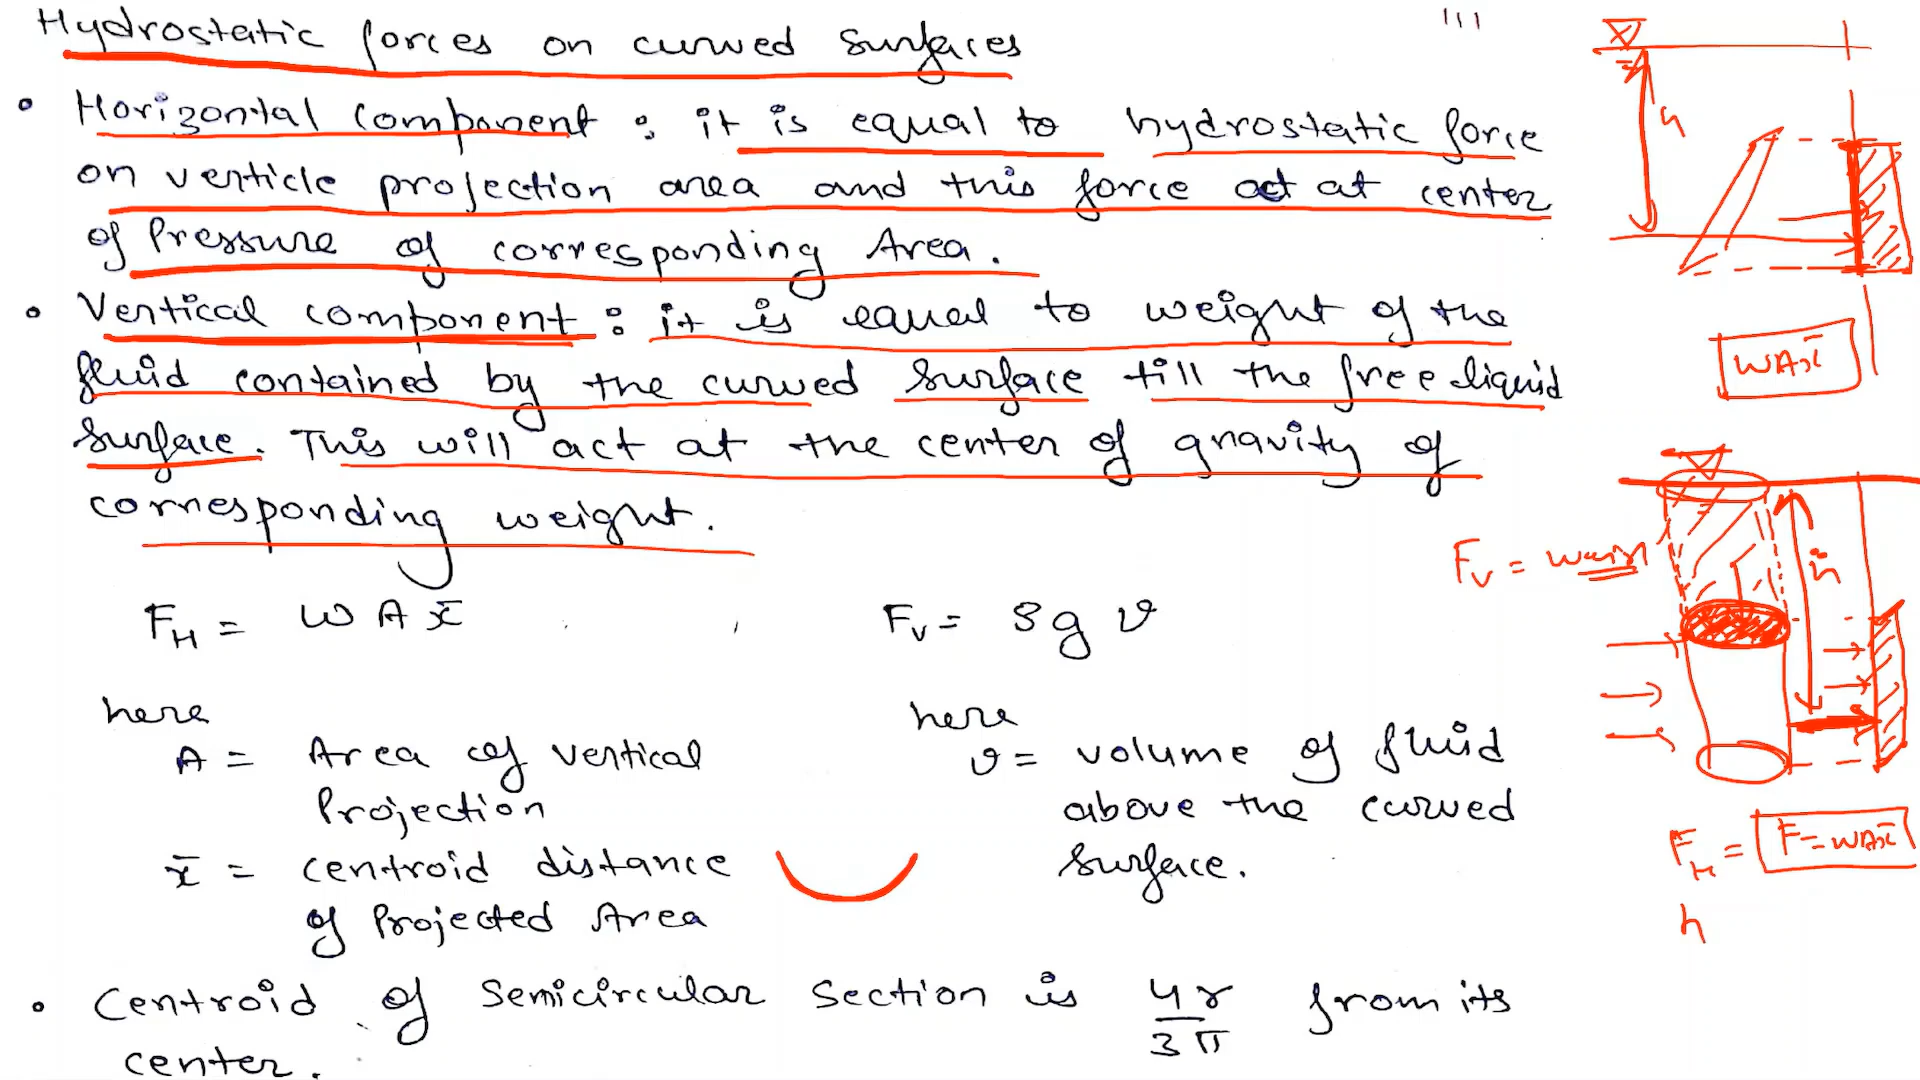 Hydrostatic forces on curved surfaces
• Horizontal component : it is equal to hydrostatic force
on verticle projection area and this force act at center
of Pressure of corresponding Area.
• Vertical component : it is equal to weight of the
fluid contained by the curved surface till the free liquid
surface. This will act at the center of gravity of
corresponding weight.
F_H = W A x̄
F_V = ρ g v
here
A = Area of vertical
Projection
x̄ = centroid distance
of Projected Area
here
v = volume of fluid
above the curved
surface.
• Centroid of semicircular section is 4r/3π from its
center.
h
WAx̄
F_V =
h
F_H = F = WAx̄
h